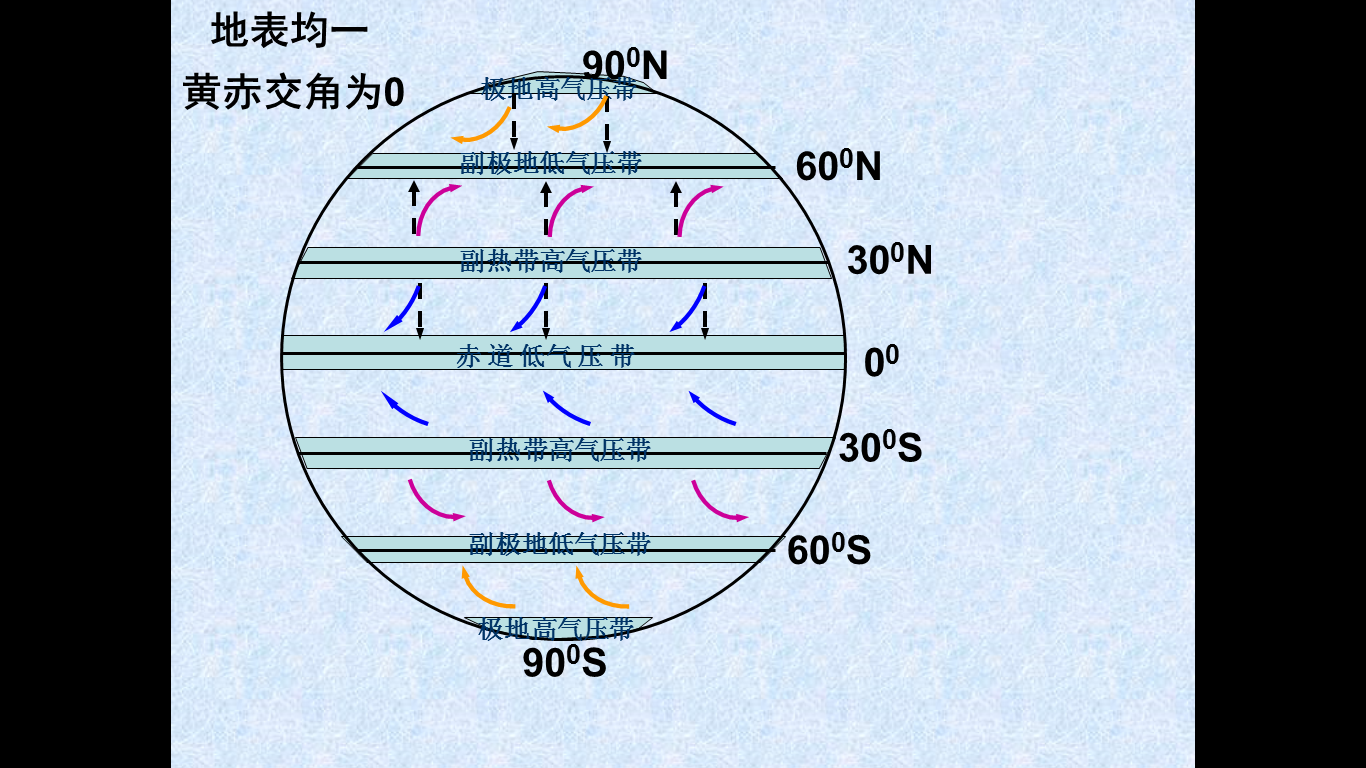 地表均一
黄赤交角为0
90⁰N
极地高气压带
副极地低气压带
60⁰N
副热带高气压带
30⁰N
赤道低气压带
0⁰
副热带高气压带
30⁰S
副极地低气压带
60⁰S
极地高气压带
90⁰S